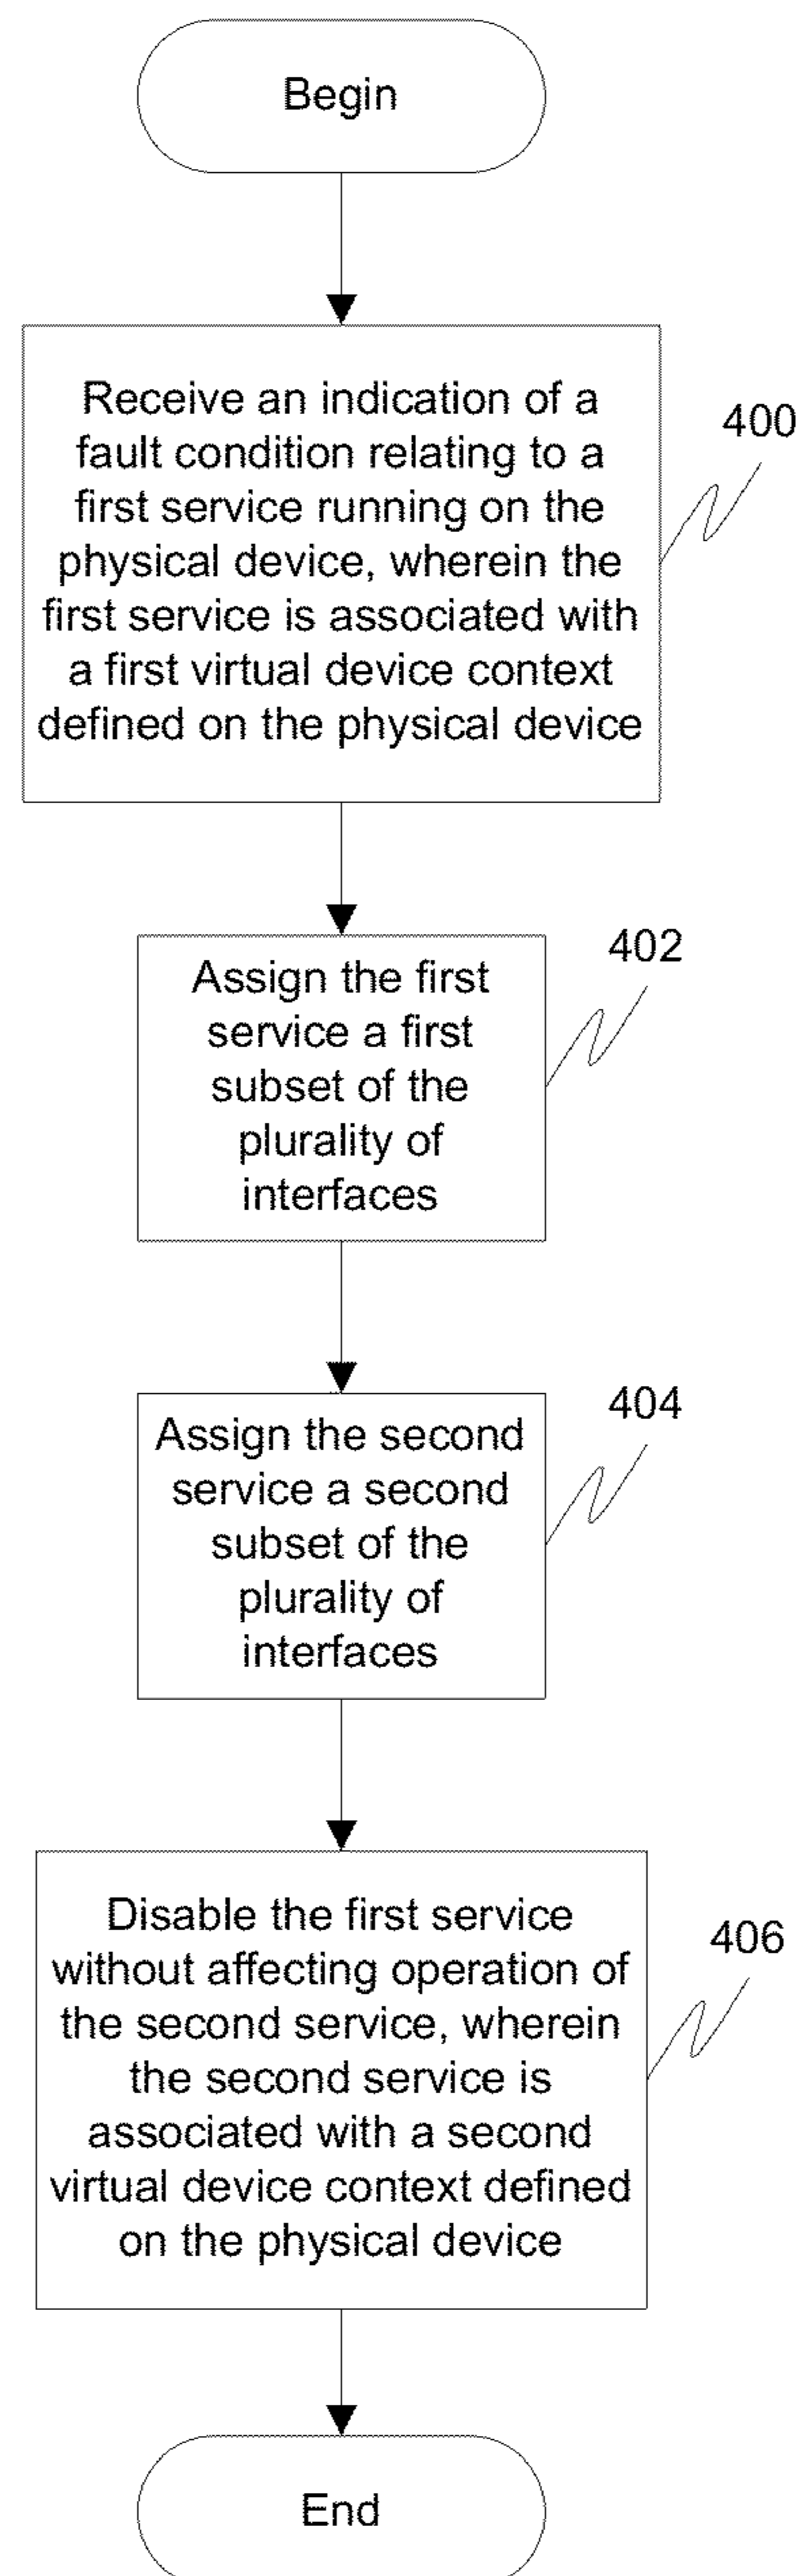 Begin
Receive an indication of a
fault condition relating to a
first service running on the
physical device, wherein the
first service is associated with
a first virtual device context
defined on the physical device
400
Assign the first
service a first
subset of the
plurality of
interfaces
402
Assign the second
service a second
subset of the
plurality of
interfaces
404
Disable the first service
without affecting operation of
the second service, wherein
the second service is
associated with a second
virtual device context defined
on the physical device
406
End